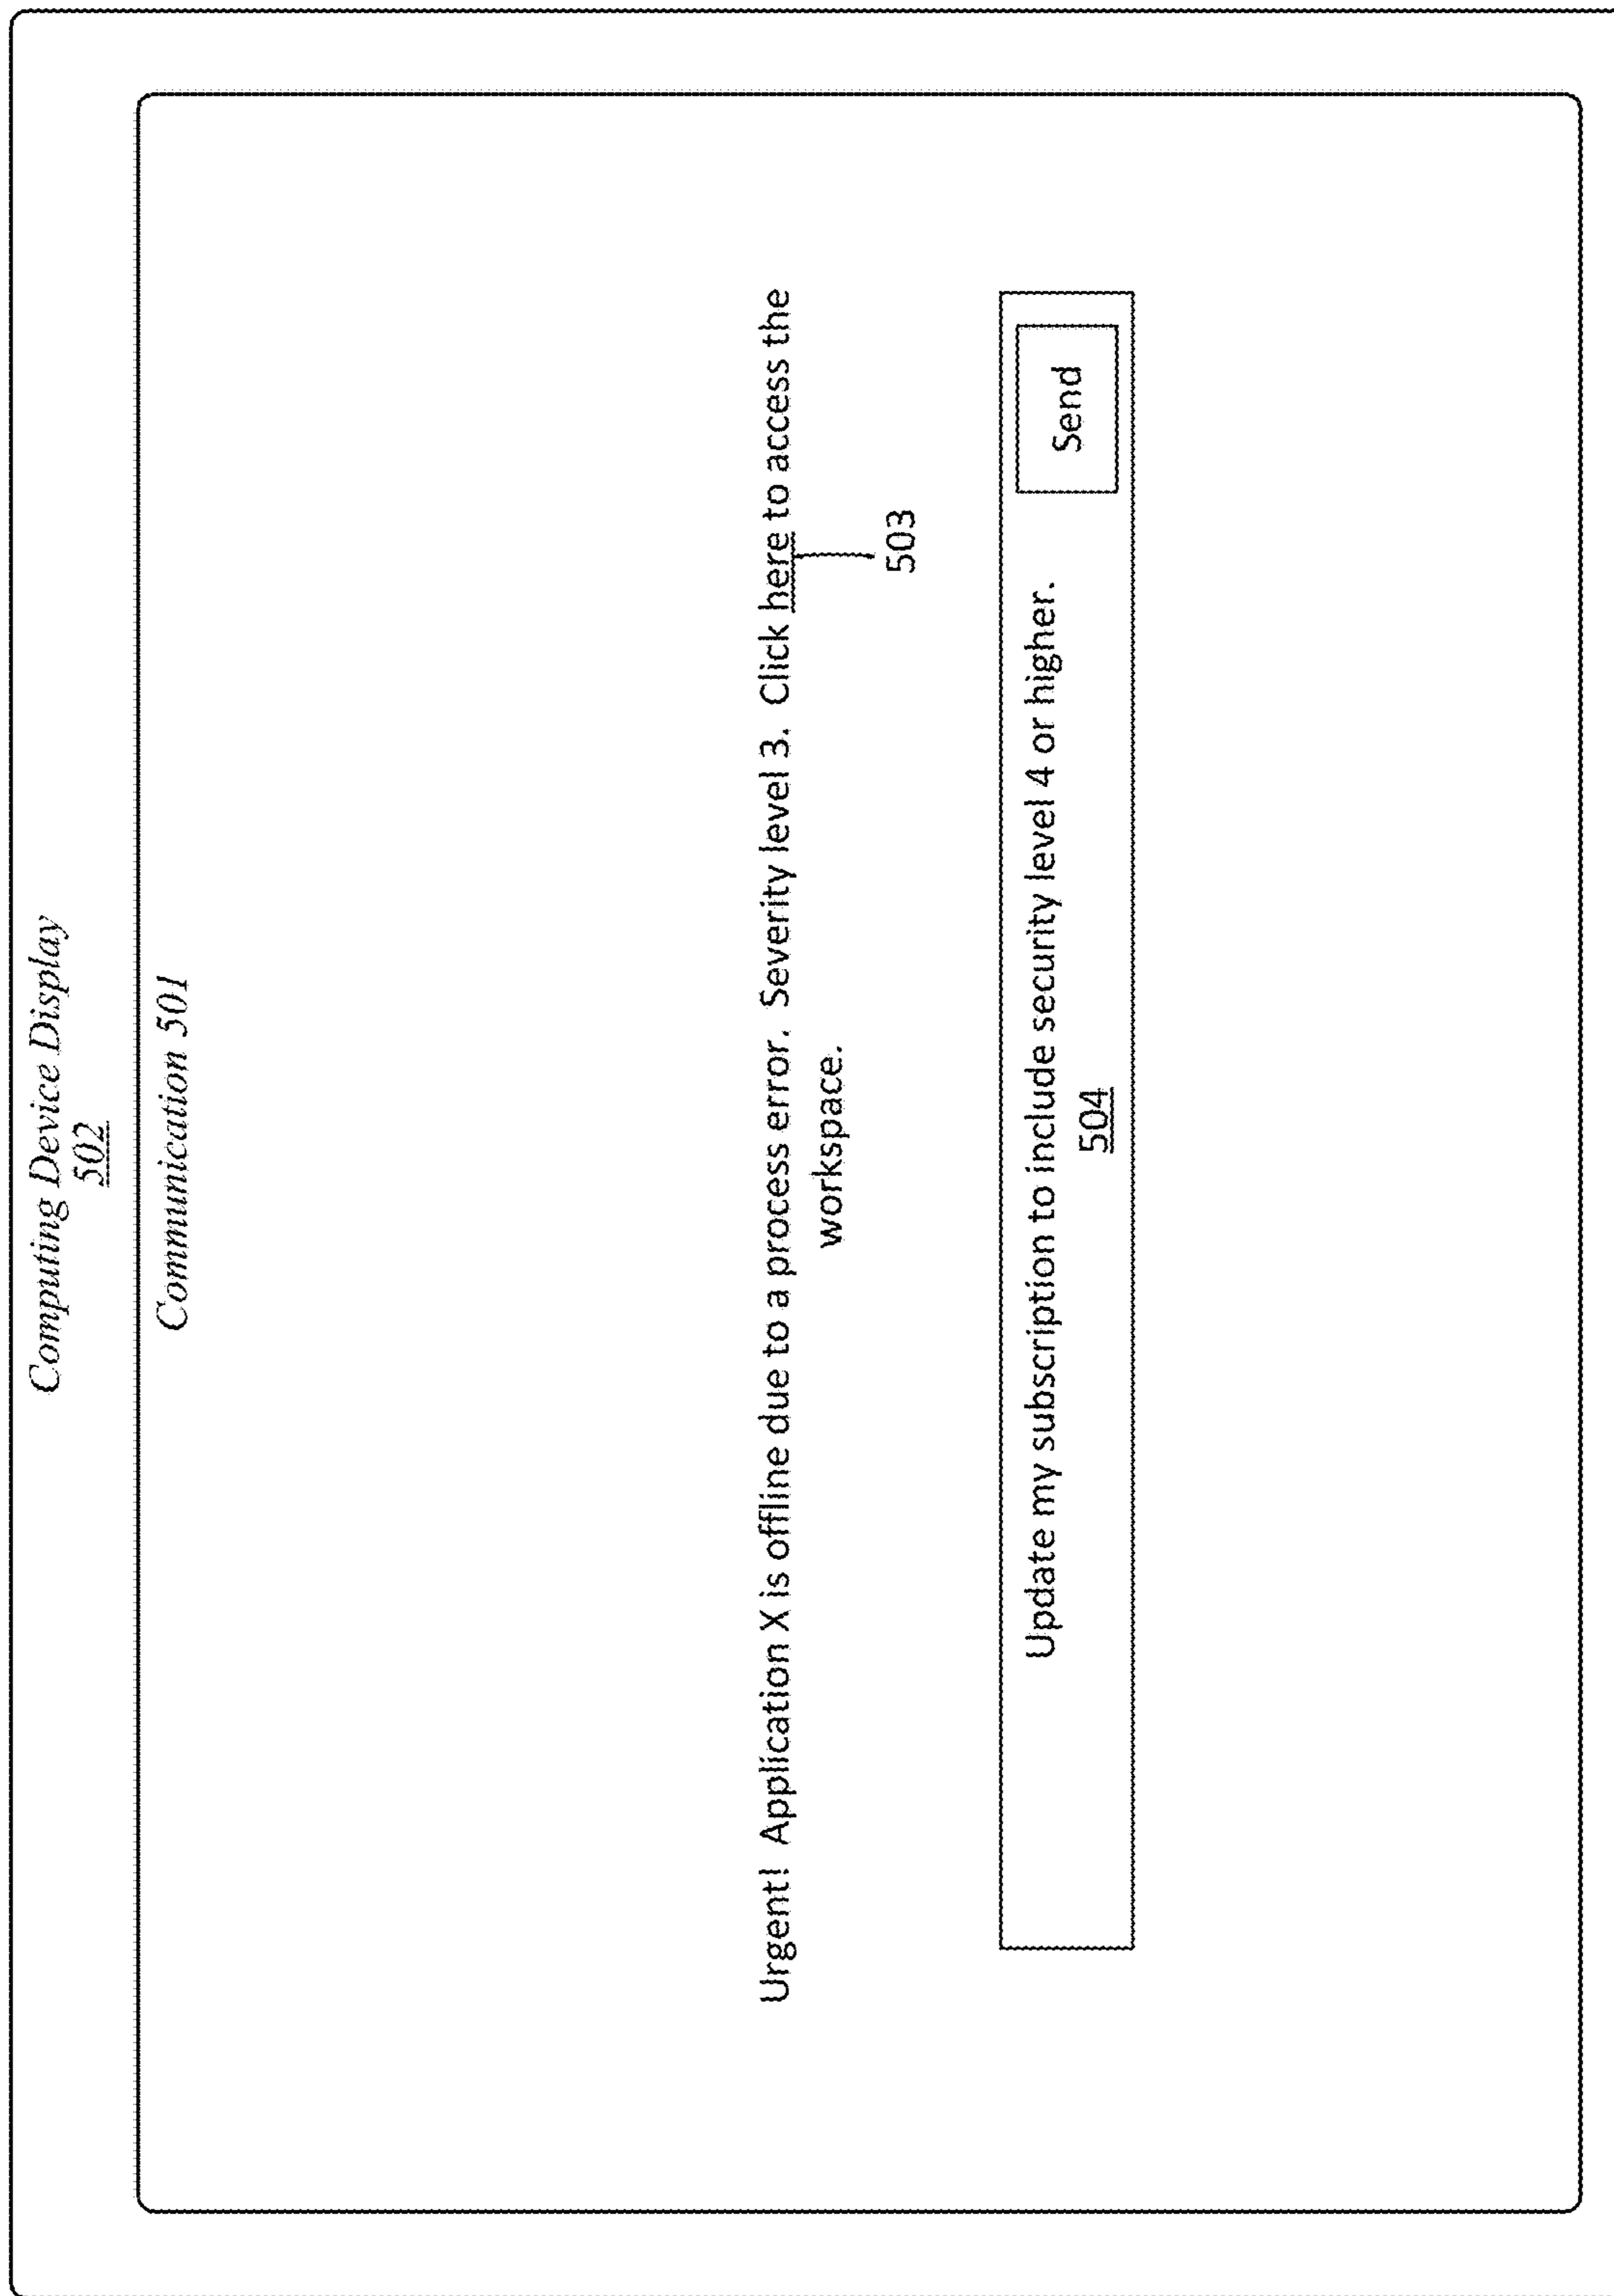 Computing Device Display
502
Communication 501
Urgent!  Application X is offline due to a process error.  Severity level 3.  Click here to access the
workspace.
503
Update my subscription to include security level 4 or higher.
504
Send